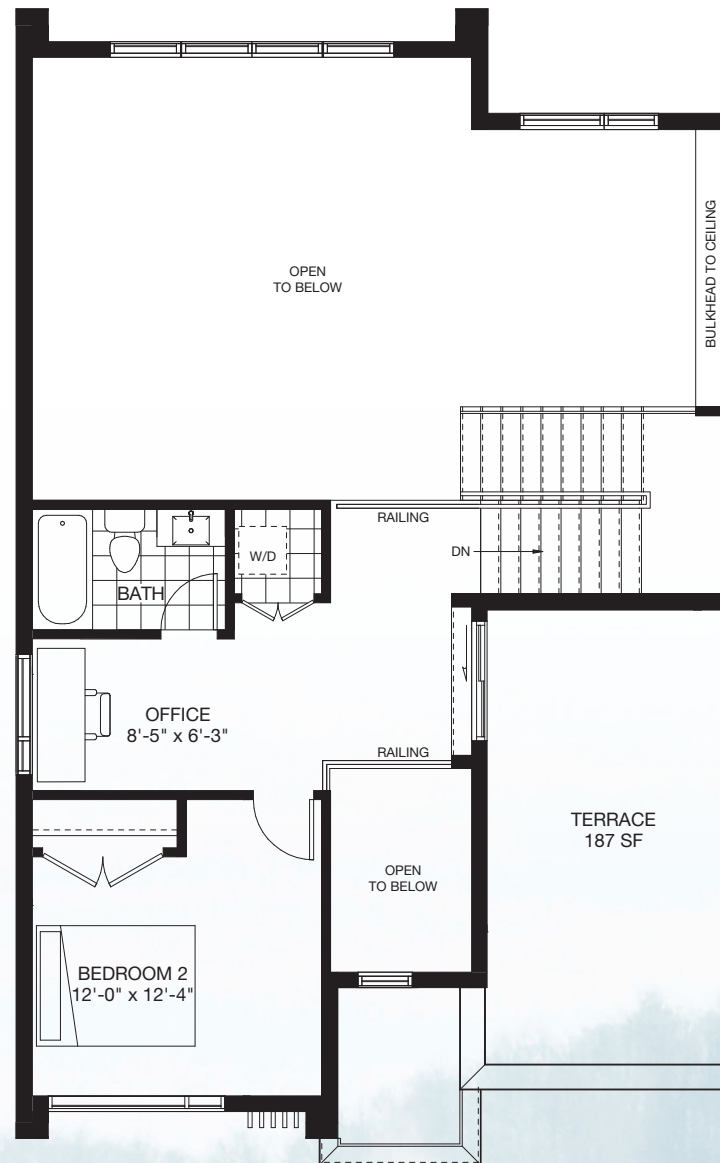 OPEN
TO BELOW
BULKHEAD TO CEILING
RAILING
DN
W/D
BATH
OFFICE
8'-5" x 6'-3"
RAILING
TERRACE
187 SF
OPEN
TO BELOW
BEDROOM 2
12'-0" x 12'-4"